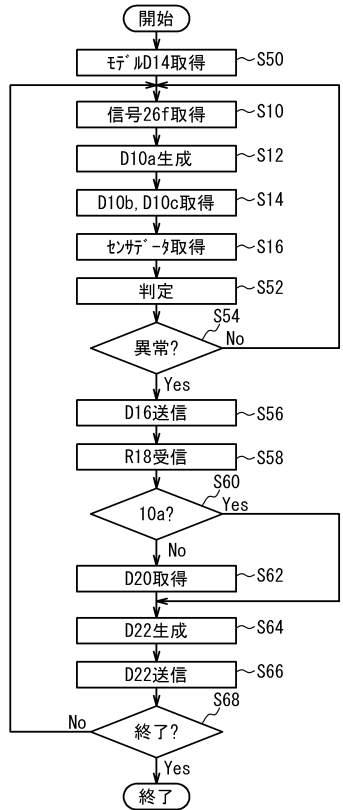 開始
モデルD14取得 S50
信号26f取得 S10
D10a生成 S12
D10b, D10c取得 S14
センサデータ取得 S16
判定 S52
S54
異常? No
Yes
D16送信 S56
R18受信 S58
S60
10a? Yes
No
D20取得 S62
D22生成 S64
D22送信 S66
S68
No 終了?
Yes
終了